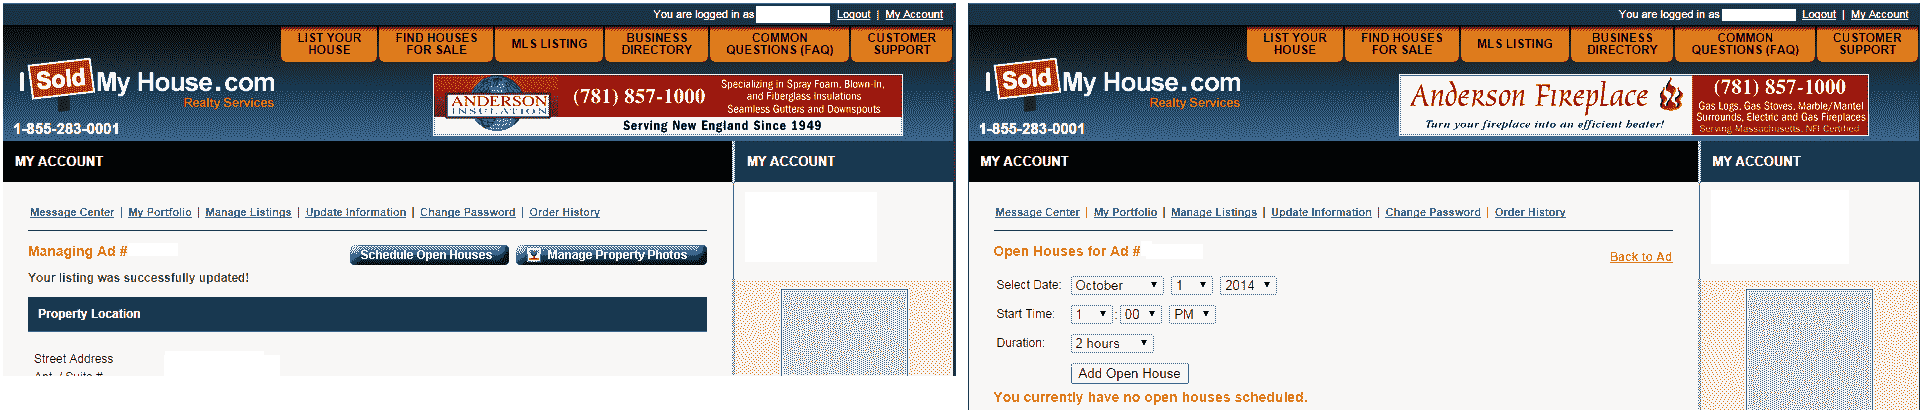 You are logged in as Logout | My Account
LIST YOUR HOUSE
FIND HOUSES FOR SALE
MLS LISTING
BUSINESS DIRECTORY
COMMON QUESTIONS (FAQ)
CUSTOMER SUPPORT
I Sold My House.com
Realty Services
1-855-283-0001
ANDERSON INSULATION
(781) 857-1000
Specializing in Spray Foam, Blown-In,
and Fiberglass Insulations
Seamless Gutters and Downspouts
Serving New England Since 1949
MY ACCOUNT
MY ACCOUNT
Message Center | My Portfolio | Manage Listings | Update Information | Change Password | Order History
Managing Ad #
Schedule Open Houses
Manage Property Photos
Your listing was successfully updated!
Property Location
Street Address
Apt. / Suite #
You are logged in as Logout | My Account
LIST YOUR HOUSE
FIND HOUSES FOR SALE
MLS LISTING
BUSINESS DIRECTORY
COMMON QUESTIONS (FAQ)
CUSTOMER SUPPORT
I Sold My House.com
Realty Services
1-855-283-0001
Anderson Fireplace
Turn your fireplace into an efficient heater!
(781) 857-1000
Gas Logs, Gas Stoves, Marble/Mantel
Surrounds, Electric and Gas Fireplaces
Serving Massachusetts, NFI Certified
MY ACCOUNT
MY ACCOUNT
Message Center | My Portfolio | Manage Listings | Update Information | Change Password | Order History
Open Houses for Ad #
Back to Ad
Select Date: October 1 2014
Start Time: 1 : 00 PM
Duration: 2 hours
Add Open House
You currently have no open houses scheduled.